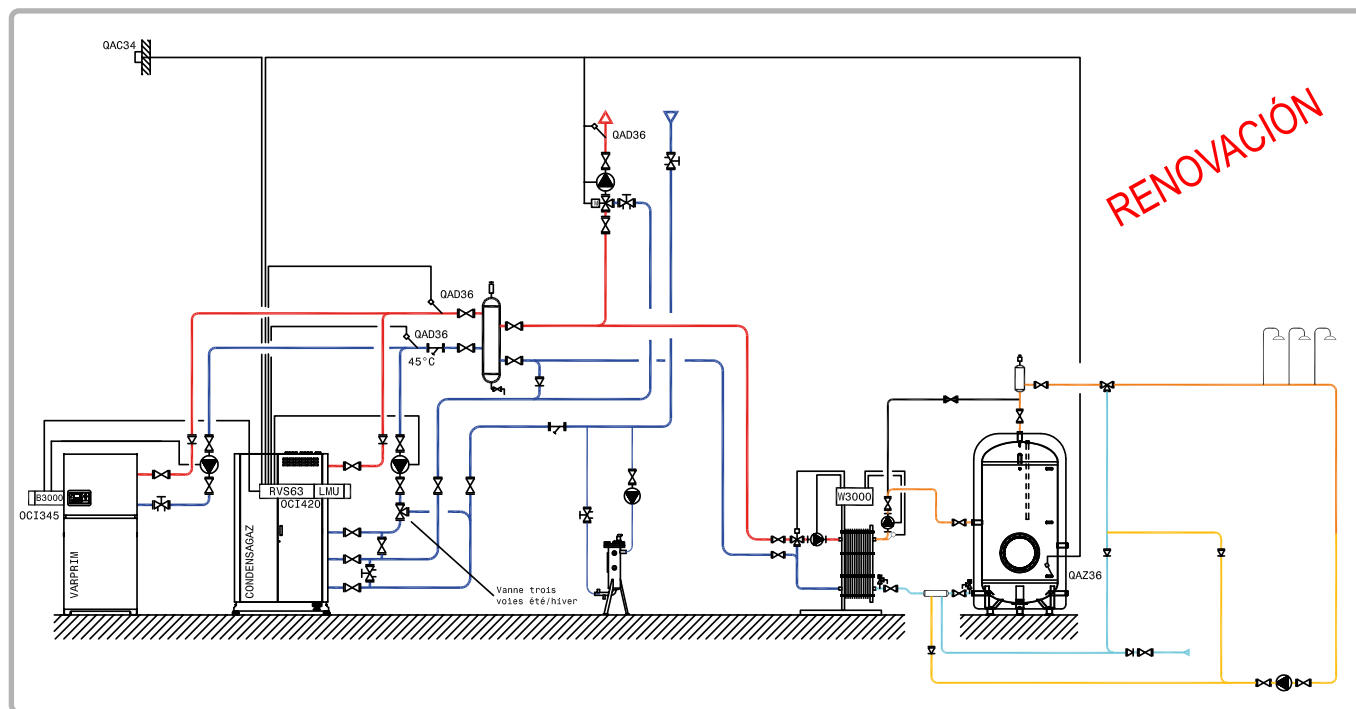 QAC34
QAD36
RENOVACIÓN
QAD36
QAD36
45°C
B3000
OCI345
RVS63
LMU
OCI420
W3000
VARPRIM
CONDENSAGAZ
QAZ36
Vanne trois
voies été/hiver